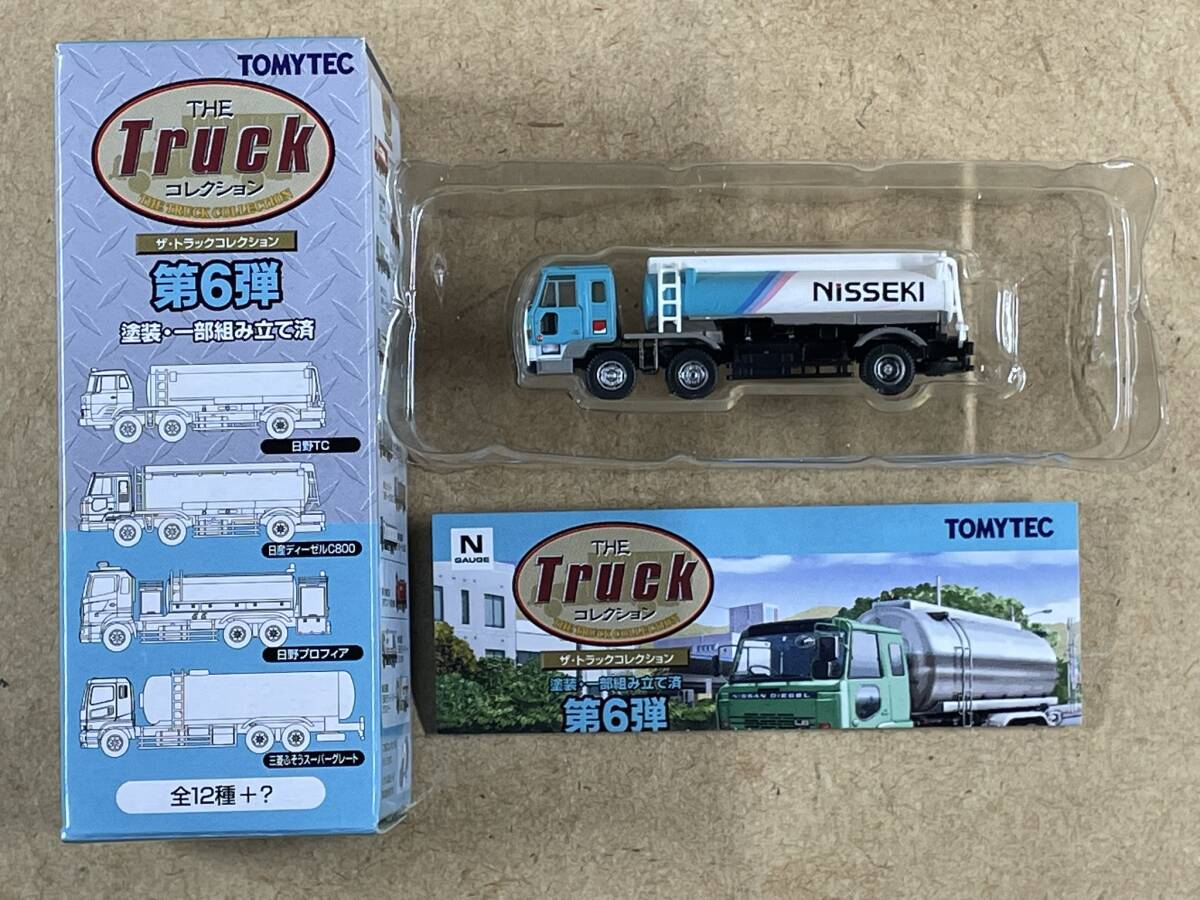 TOMYTEC
THE
Truck
コレクション
THE TRUCK COLLECTION
ザ・トラックコレクション
第6弾
塗装・一部組み立て済
日野TC
日産ディーゼルC800
日野プロフィア
三菱ふそうスーパーグレート
全12種+?
NiSSEKI
N
GAUGE
TOMYTEC
THE
Truck
コレクション
THE TRUCK COLLECTION
ザ・トラックコレクション
塗装・一部組み立て済
第6弾
NISSAN DIESEL